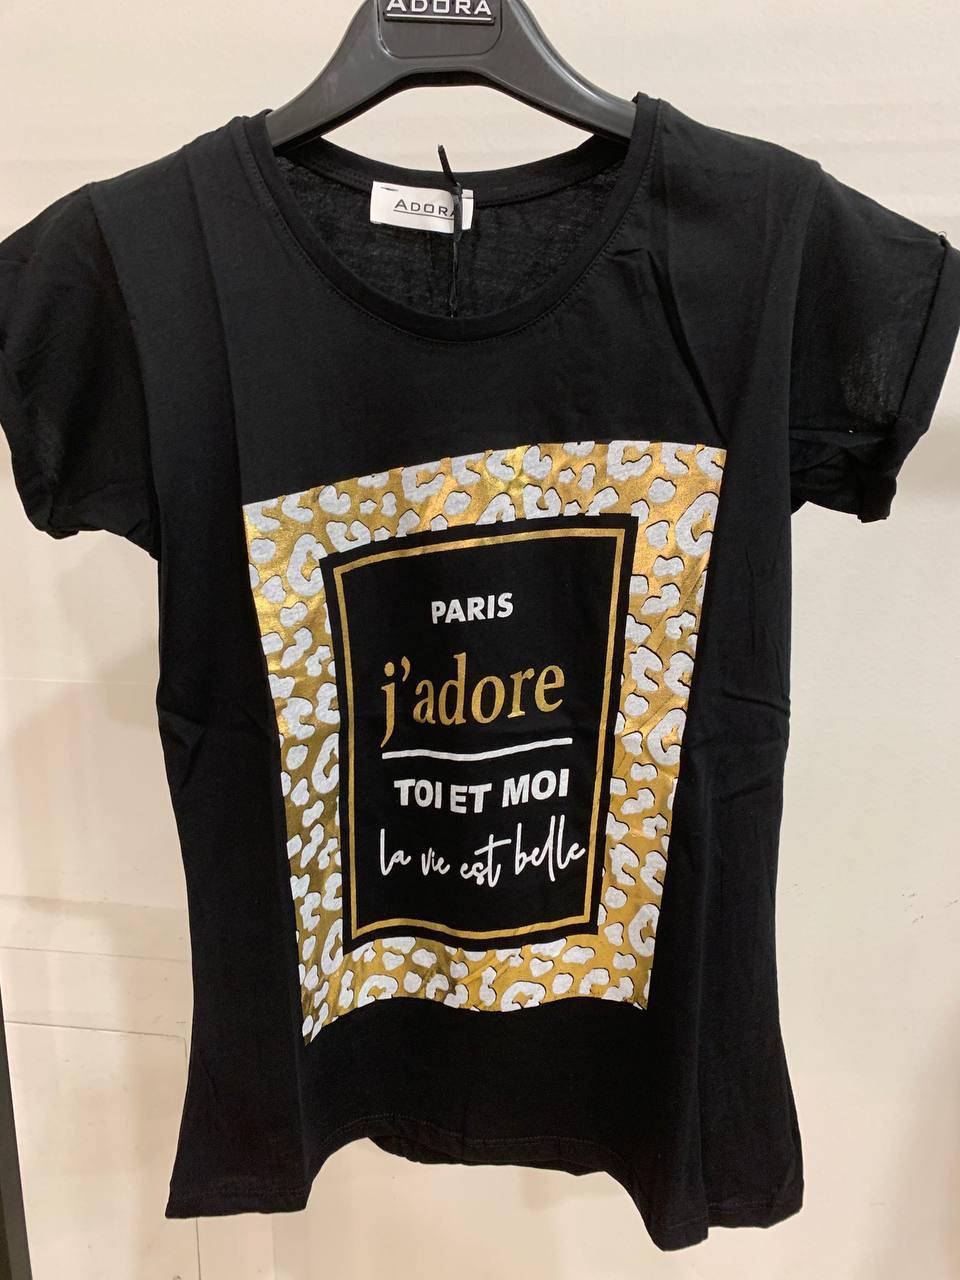 ADORA
ADORA
PARIS
j'adore
TOI ET MOI
la vie est belle